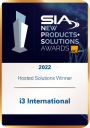 SIA
NEW
PRODUCTS+
SOLUTIONS
AWARDS
2022
Hosted Solutions Winner
i3 International